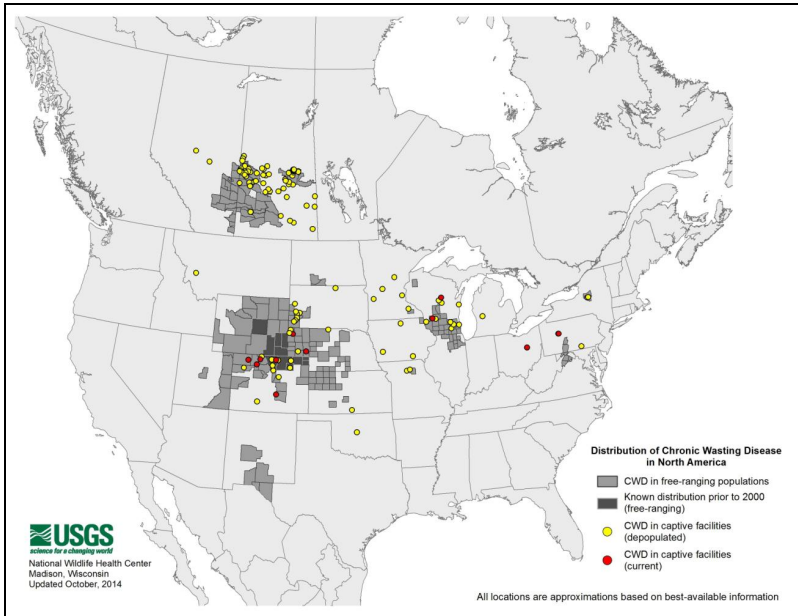 Distribution of Chronic Wasting Disease
in North America
CWD in free-ranging populations
Known distribution prior to 2000
(free-ranging)
CWD in captive facilities
(depopulated)
CWD in captive facilities
(current)
USGS
science for a changing world
National Wildlife Health Center
Madison, Wisconsin
Updated October, 2014
All locations are approximations based on best-available information